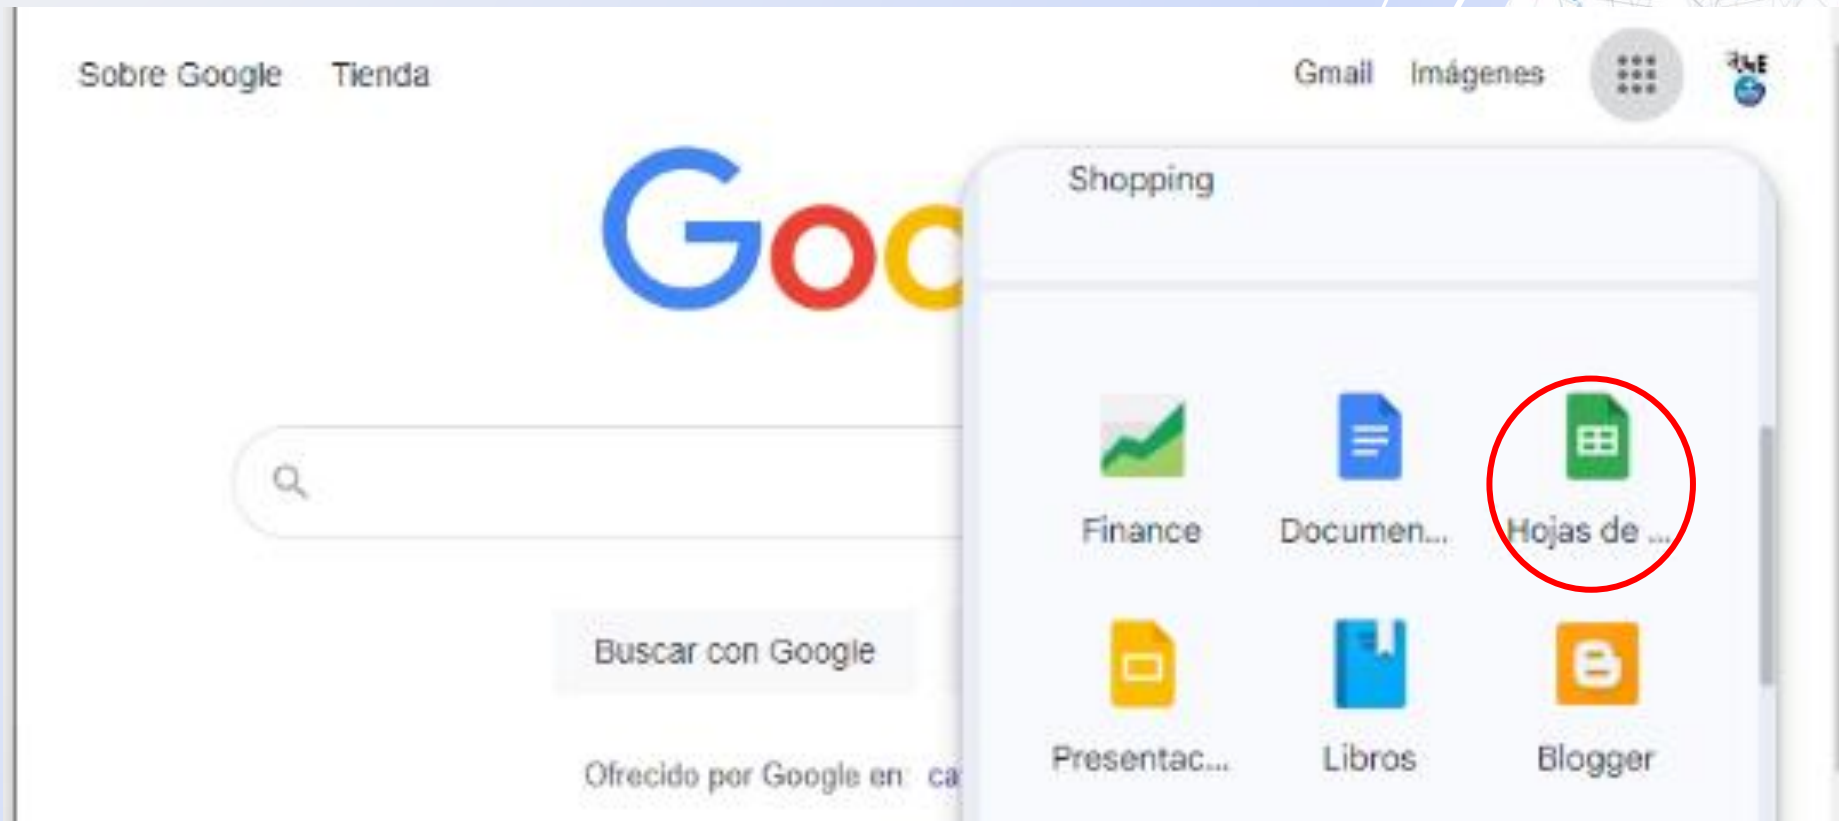 Sobre Google Tienda Gmail Imágenes
Goo
Shopping
Finance Documen... Hojas de ...
Buscar con Google
Presentac... Libros Blogger
Ofrecido por Google en: ca